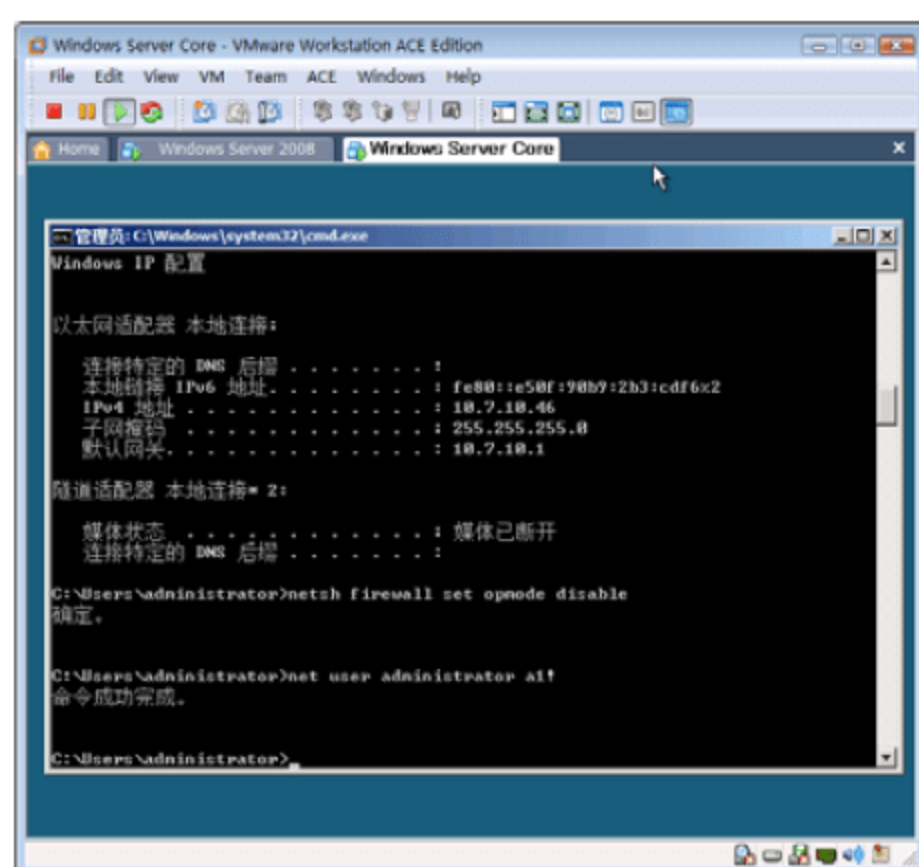 Windows Server Core - VMware Workstation ACE Edition
File Edit View VM Team ACE Windows Help
Home Windows Server 2008 Windows Server Core
管理员: C:\Windows\system32\cmd.exe
Windows IP 配置
以太网适配器 本地连接:
连接特定的 DNS 后缀 . . . . . . . :
本地链接 IPv6 地址. . . . . . . . : fe80::e50f:90b9:2b3:cdf6%2
IPv4 地址 . . . . . . . . . . . . : 10.7.10.46
子网掩码 . . . . . . . . . . . . : 255.255.255.0
默认网关. . . . . . . . . . . . . : 10.7.10.1
隧道适配器 本地连接* 2:
媒体状态 . . . . . . . . . . . . : 媒体已断开
连接特定的 DNS 后缀 . . . . . . . :
C:\Users\administrator>netsh firewall set opmode disable
确定。
C:\Users\administrator>net user administrator a1!
命令成功完成。
C:\Users\administrator>_